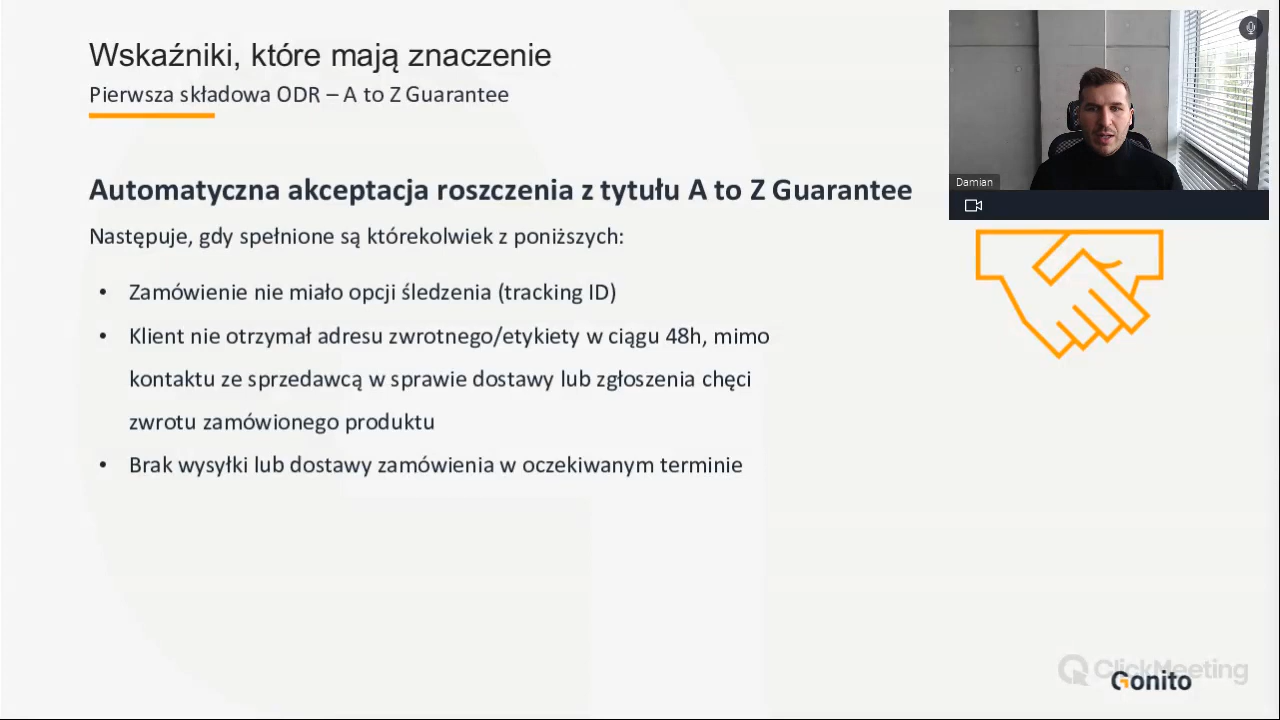 Wskaźniki, które mają znaczenie
Pierwsza składowa ODR – A to Z Guarantee
Automatyczna akceptacja roszczenia z tytułu A to Z Guarantee
Następuje, gdy spełnione są którekolwiek z poniższych:
• Zamówienie nie miało opcji śledzenia (tracking ID)
• Klient nie otrzymał adresu zwrotnego/etykiety w ciągu 48h, mimo
kontaktu ze sprzedawcą w sprawie dostawy lub zgłoszenia chęci
zwrotu zamówionego produktu
• Brak wysyłki lub dostawy zamówienia w oczekiwanym terminie
Damian
ClickMeeting
Gonito